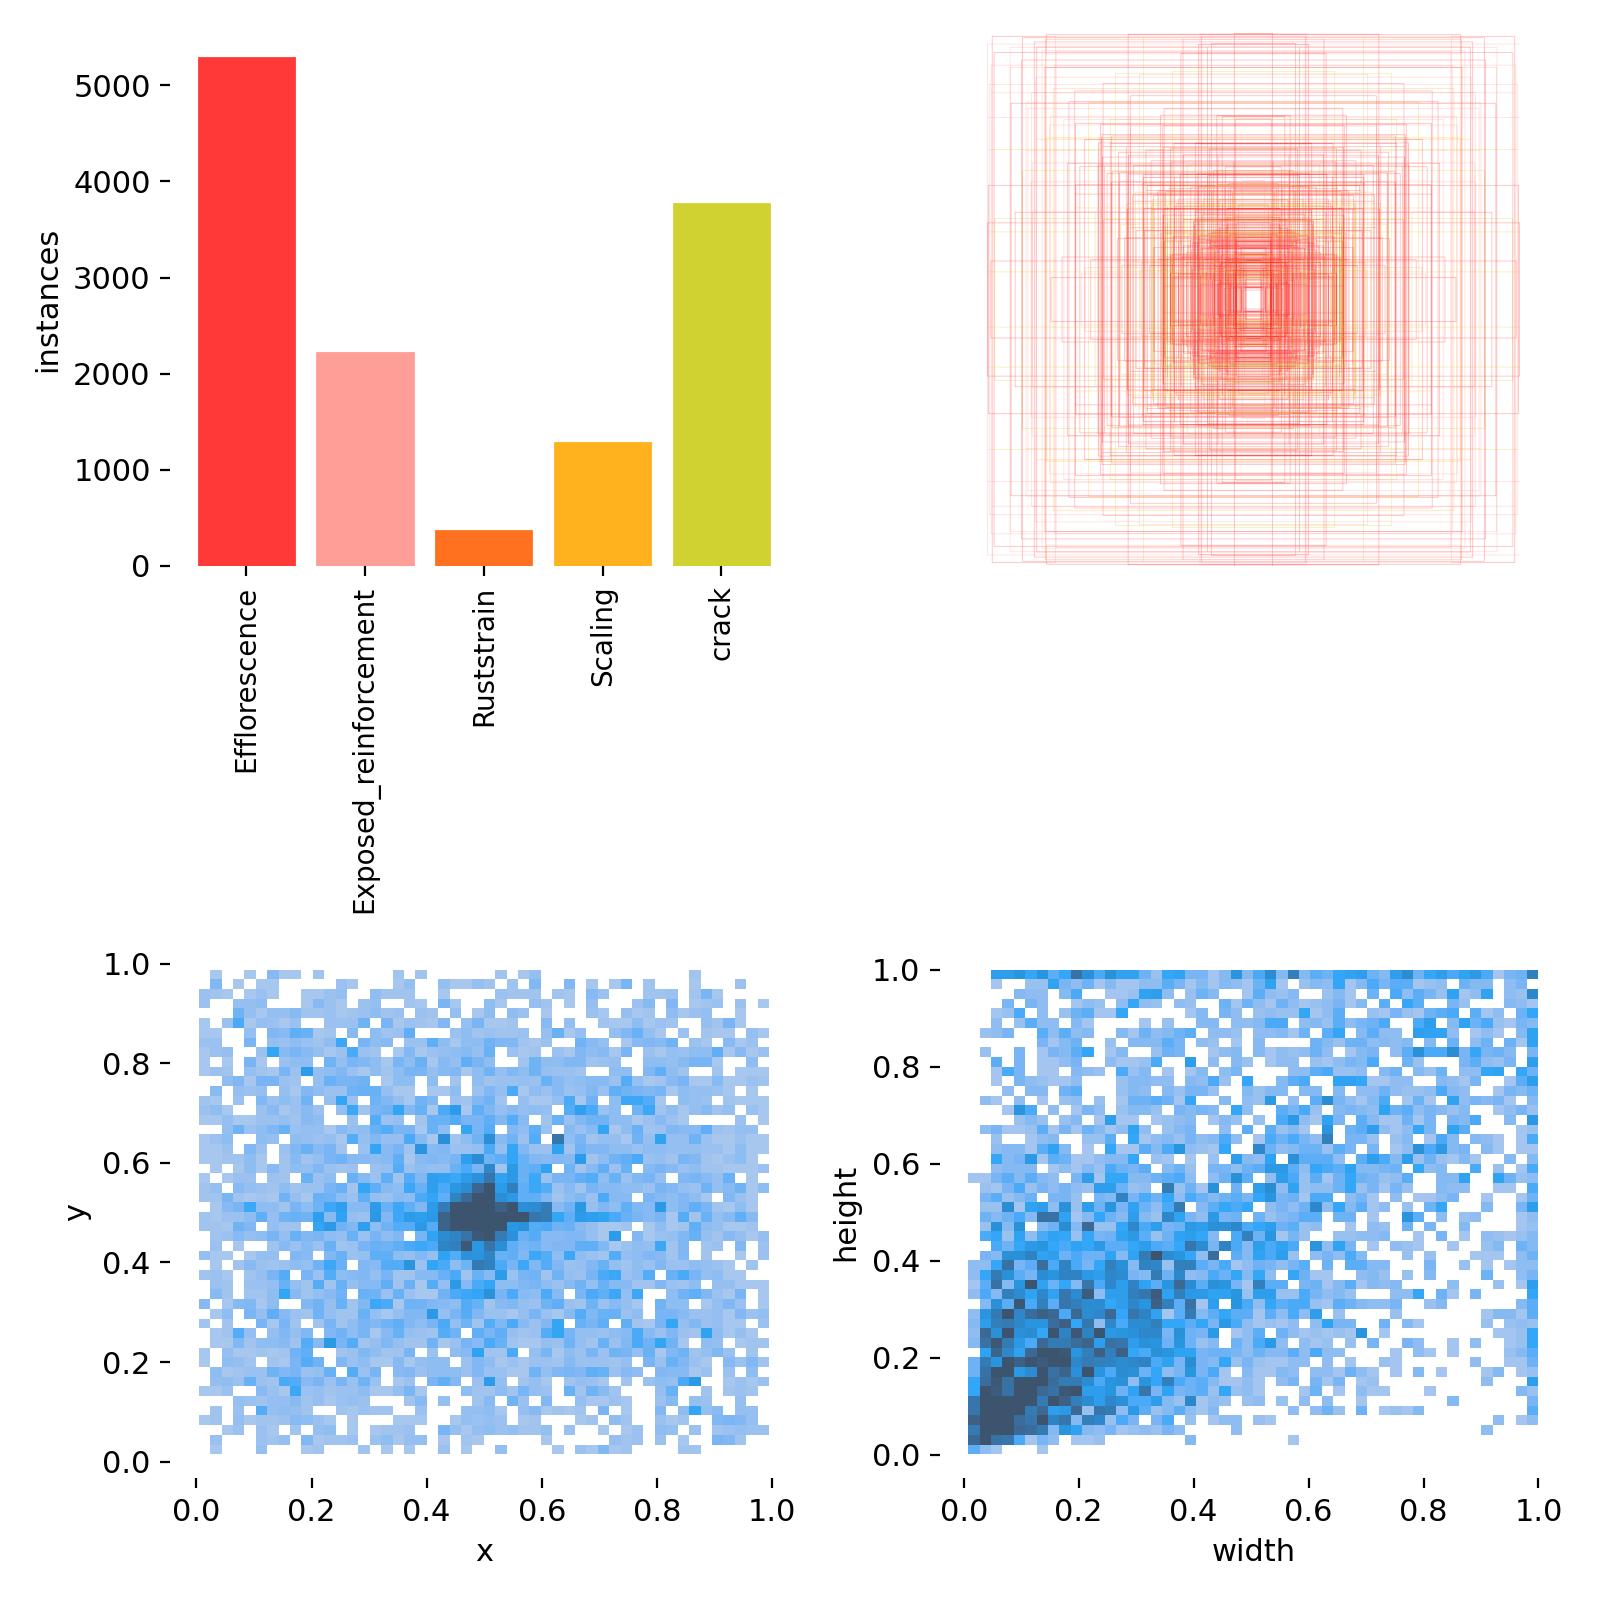 instances
5000
4000
3000
2000
1000
0
Efflorescence
Exposed_reinforcement
Ruststrain
Scaling
crack
y
1.0
0.8
0.6
0.4
0.2
0.0
0.0 0.2 0.4 0.6 0.8 1.0
x
height
1.0
0.8
0.6
0.4
0.2
0.0
0.0 0.2 0.4 0.6 0.8 1.0
width